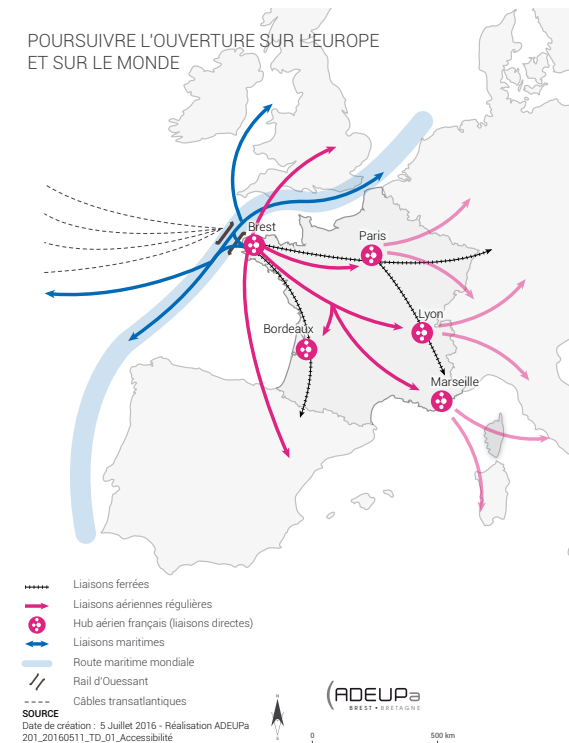 POURSUIVRE L'OUVERTURE SUR L'EUROPE
ET SUR LE MONDE
Brest
Paris
Lyon
Bordeaux
Marseille
Liaisons ferrées
Liaisons aériennes régulières
Hub aérien français (liaisons directes)
Liaisons maritimes
Route maritime mondiale
Rail d'Ouessant
Câbles transatlantiques
SOURCE
Date de création : 5 Juillet 2016 - Réalisation ADEUPa
201_20160511_TD_01_Accessibilité
ADEUPa
BREST • BRETAGNE
0 500 km